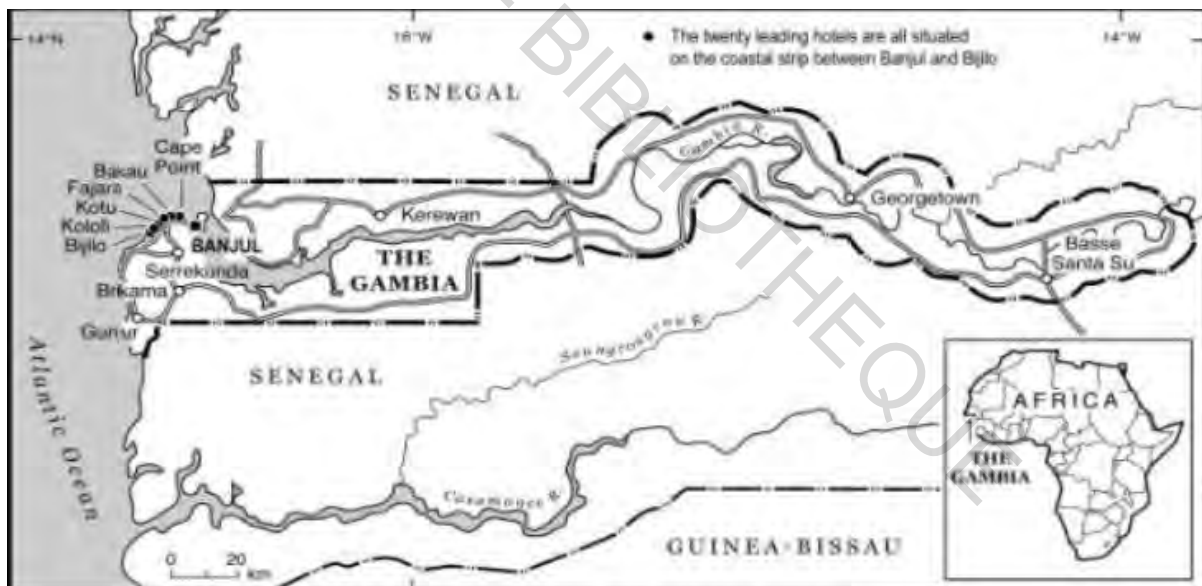 14°N
16°W
14°W
• The twenty leading hotels are all situated
on the coastal strip between Banjul and Bijilo
SENEGAL
Gambia R.
Cape
Point
Bakau
Fajara
Kotu
Kololi
Bijilo
BANJUL
Kerewan
Georgetown
Serrekunda
THE
GAMBIA
Basse
Santa Su
Brikama
Gunjur
Soungrougrou R.
SENEGAL
Atlantic Ocean
Casamance R.
0 20
km
GUINEA-BISSAU
AFRICA
THE
GAMBIA
BIBLIOTHEQUE